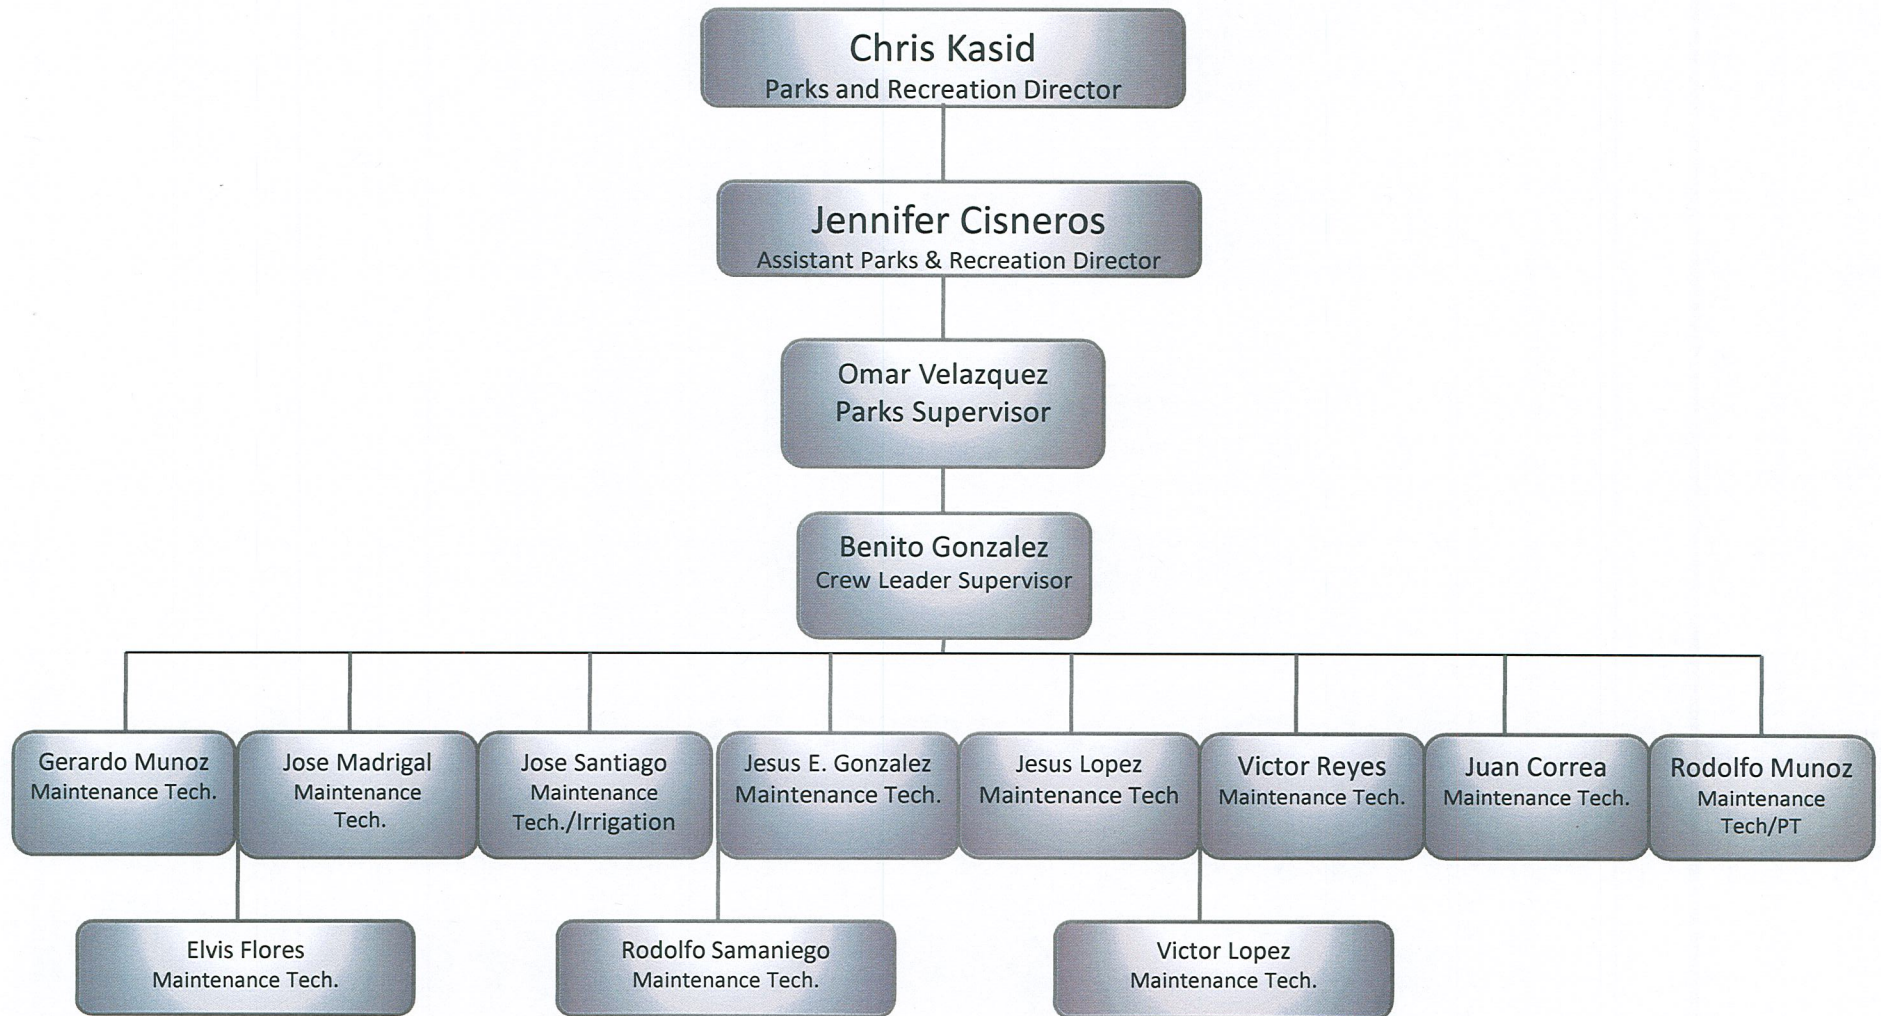 Chris Kasid
Parks and Recreation Director
Jennifer Cisneros
Assistant Parks & Recreation Director
Omar Velazquez
Parks Supervisor
Benito Gonzalez
Crew Leader Supervisor
Gerardo Munoz
Maintenance Tech.
Jose Madrigal
Maintenance
Tech.
Jose Santiago
Maintenance
Tech./Irrigation
Jesus E. Gonzalez
Maintenance Tech.
Jesus Lopez
Maintenance Tech
Victor Reyes
Maintenance Tech.
Juan Correa
Maintenance Tech.
Rodolfo Munoz
Maintenance
Tech/PT
Elvis Flores
Maintenance Tech.
Rodolfo Samaniego
Maintenance Tech.
Victor Lopez
Maintenance Tech.